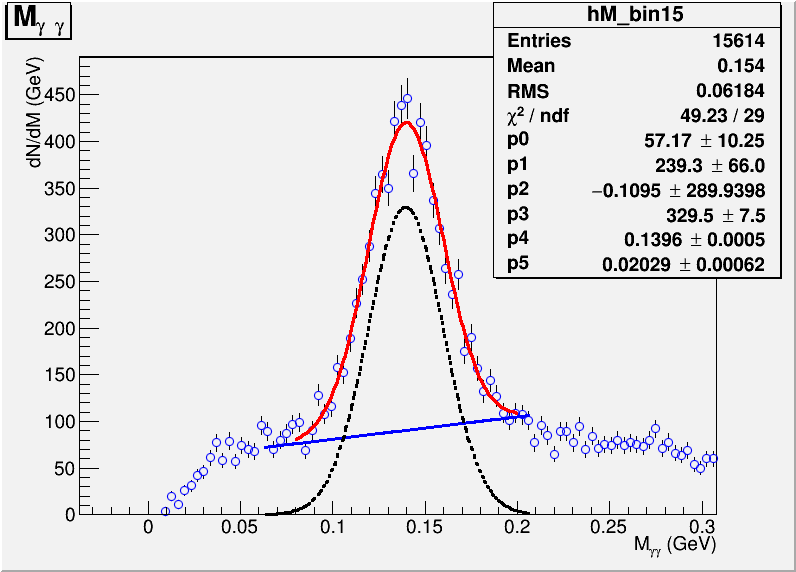 M γ γ
hM_bin15
Entries 15614
Mean 0.154
RMS 0.06184
χ² / ndf 49.23 / 29
p0 57.17 ± 10.25
p1 239.3 ± 66.0
p2 −0.1095 ± 289.9398
p3 329.5 ± 7.5
p4 0.1396 ± 0.0005
p5 0.02029 ± 0.00062
dN/dM (GeV)
450
400
350
300
250
200
150
100
50
0
0 0.05 0.1 0.15 0.2 0.25 0.3
Mγγ (GeV)